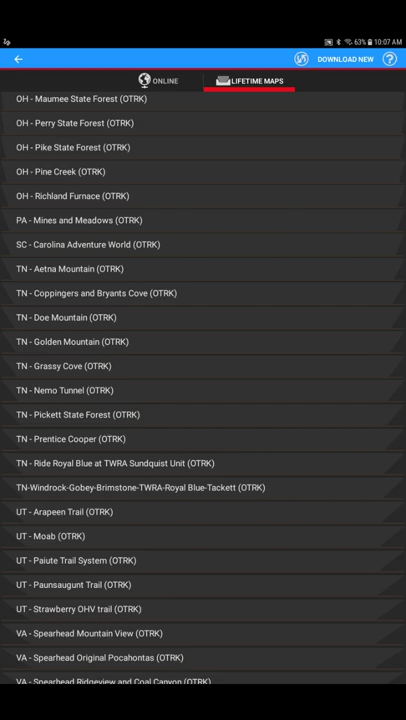 63% 10:07 AM
DOWNLOAD NEW ?
ONLINE LIFETIME MAPS
OH - Maumee State Forest (OTRK)
OH - Perry State Forest (OTRK)
OH - Pike State Forest (OTRK)
OH - Pine Creek (OTRK)
OH - Richland Furnace (OTRK)
PA - Mines and Meadows (OTRK)
SC - Carolina Adventure World (OTRK)
TN - Aetna Mountain (OTRK)
TN - Coppingers and Bryants Cove (OTRK)
TN - Doe Mountain (OTRK)
TN - Golden Mountain (OTRK)
TN - Grassy Cove (OTRK)
TN - Nemo Tunnel (OTRK)
TN - Pickett State Forest (OTRK)
TN - Prentice Cooper (OTRK)
TN - Ride Royal Blue at TWRA Sundquist Unit (OTRK)
TN-Windrock-Gobey-Brimstone-TWRA-Royal Blue-Tackett (OTRK)
UT - Arapeen Trail (OTRK)
UT - Moab (OTRK)
UT - Paiute Trail System (OTRK)
UT - Paunsaugunt Trail (OTRK)
UT - Strawberry OHV trail (OTRK)
VA - Spearhead Mountain View (OTRK)
VA - Spearhead Original Pocahontas (OTRK)
VA - Spearhead Ridgeview and Coal Canyon (OTRK)